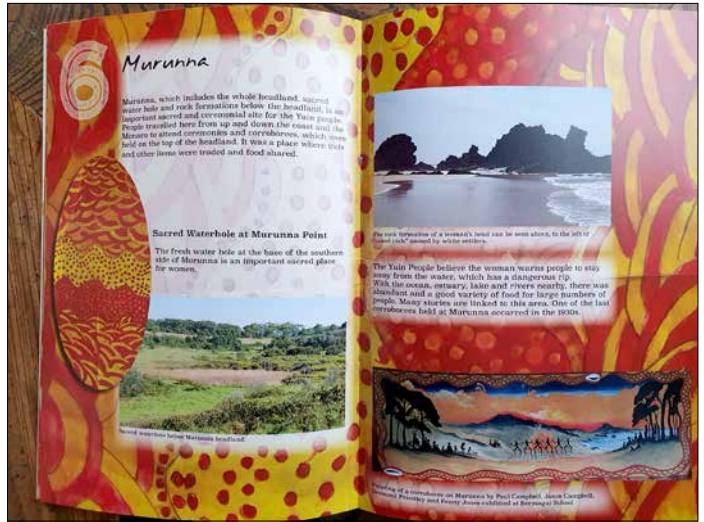 6
Murunna
Murunna, which includes the whole headland, sacred
water hole and rock formations below the headland, is an
important sacred and ceremonial site for the Yuin people.
People travelled here from up and down the coast and the
Monaro to attend ceremonies and corroborees, which were
held on the top of the headland. It was a place where tools
and other items were traded and food shared.
Sacred Waterhole at Murunna Point
The fresh water hole at the base of the southern
side of Murunna is an important sacred place
for women.
Sacred waterhole below Murunna headland
The rock formation of a woman's head can be seen above, to the left of
"camel rock" named by white settlers.
The Yuin People believe the woman warns people to stay
away from the water, which has a dangerous rip.
With the ocean, estuary, lake and rivers nearby, there was
abundant and a good variety of food for large numbers of
people. Many stories are linked to this area. One of the last
corroborees held at Murunna occurred in the 1930s.
Painting of a corroboree on Murunna by Paul Campbell, Jason Campbell,
Desmond Priestley and Penny Jones exhibited at Bermagui School